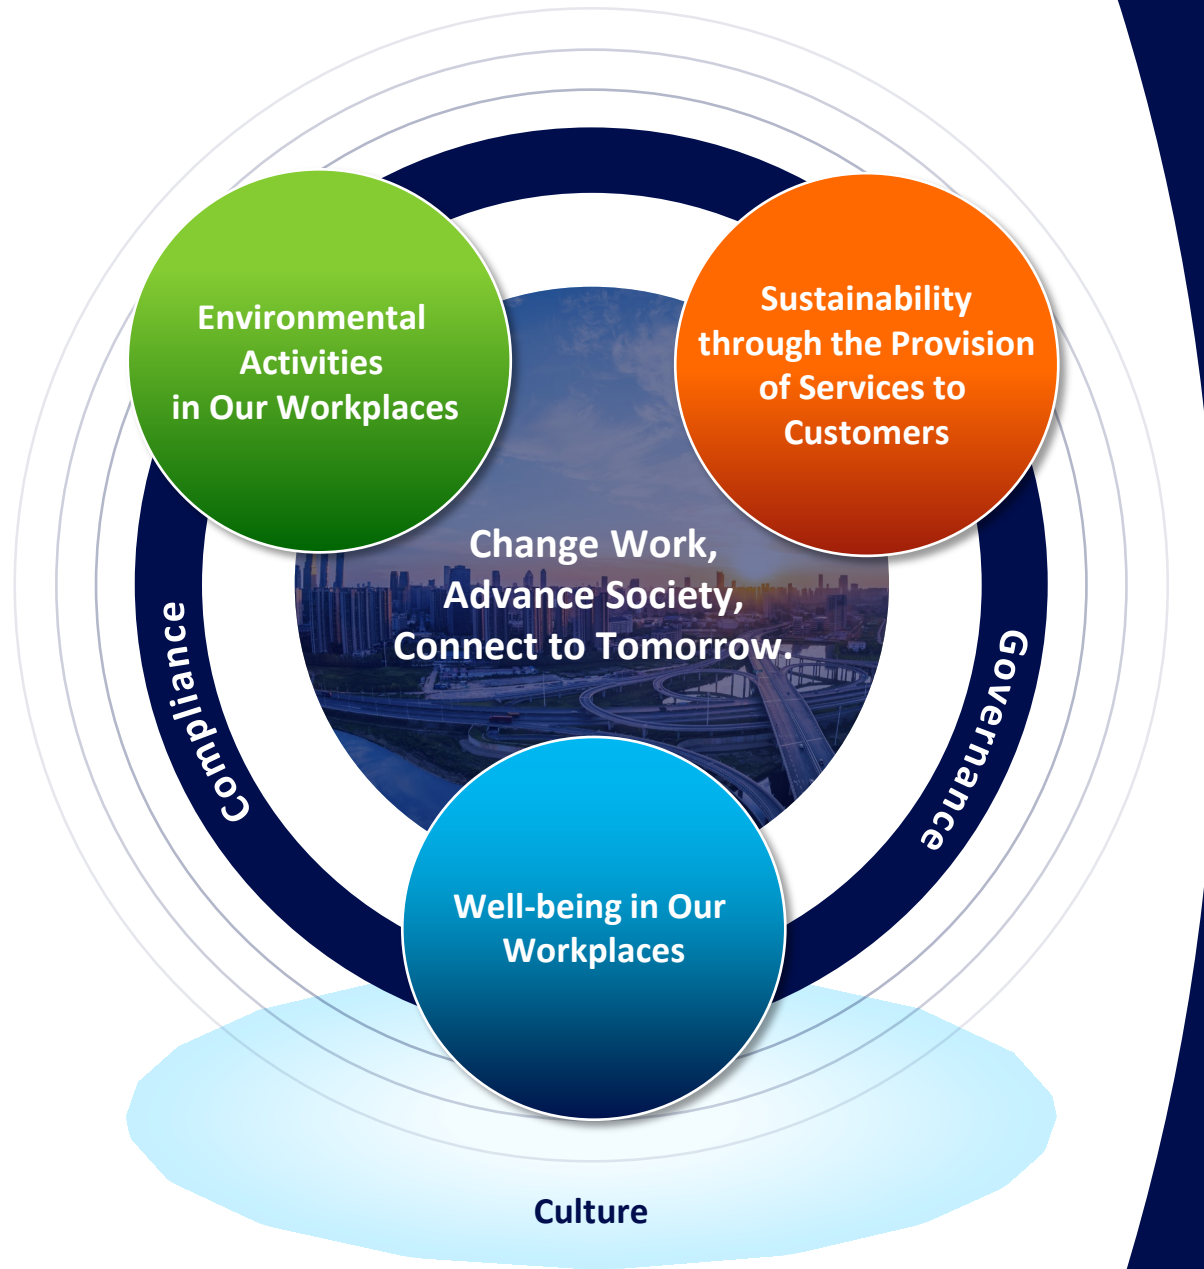 Environmental
Activities
in Our Workplaces
Sustainability
through the Provision
of Services to
Customers
Change Work,
Advance Society,
Connect to Tomorrow.
Compliance
Governance
Well-being in Our
Workplaces
Culture